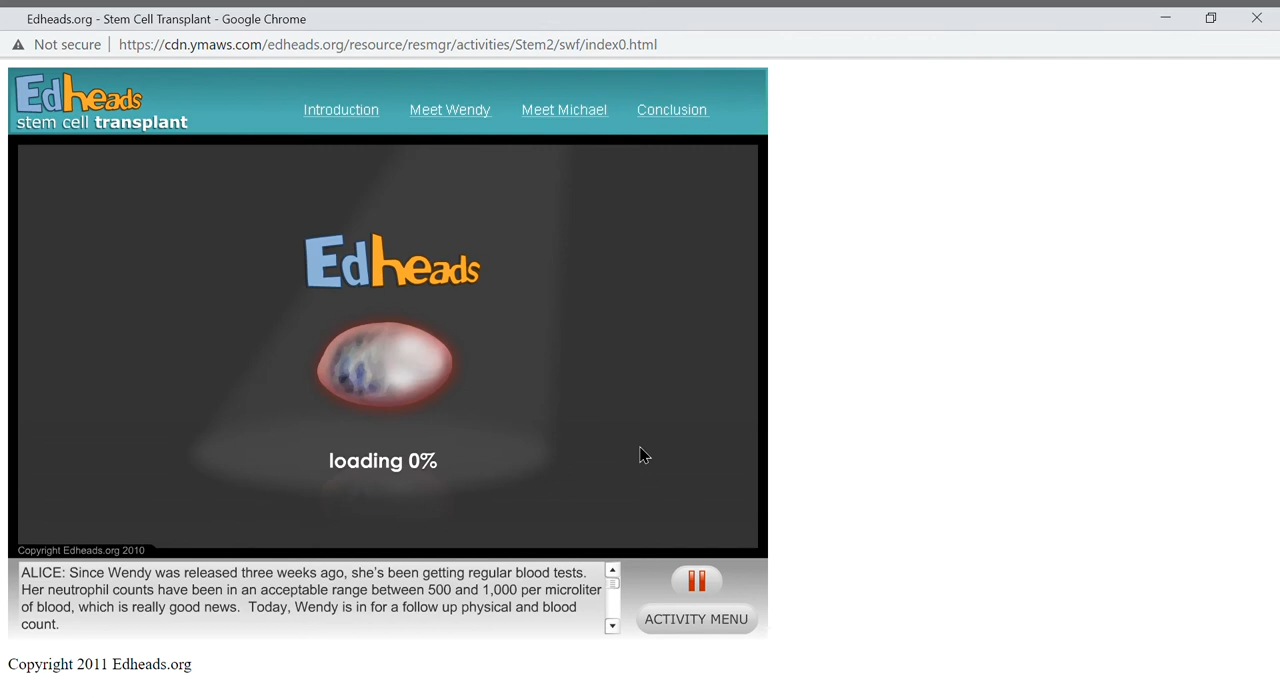 Edheads.org - Stem Cell Transplant - Google Chrome
Not secure | https://cdn.ymaws.com/edheads.org/resource/resmgr/activities/Stem2/swf/index0.html
Edheads
stem cell transplant
Introduction Meet Wendy Meet Michael Conclusion
Edheads
loading 0%
Copyright Edheads.org 2010
ALICE: Since Wendy was released three weeks ago, she's been getting regular blood tests.
Her neutrophil counts have been in an acceptable range between 500 and 1,000 per microliter
of blood, which is really good news. Today, Wendy is in for a follow up physical and blood
count.
ACTIVITY MENU
Copyright 2011 Edheads.org